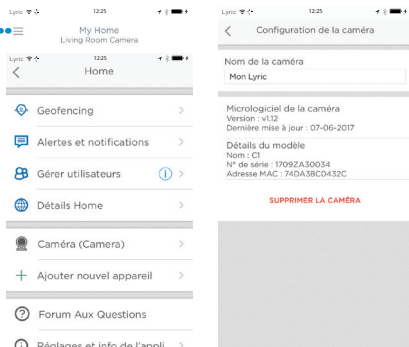 Lyric 12:25
My Home
Living Room Camera
Lyric 12:25
Home
Geofencing
Alertes et notifications
Gérer utilisateurs
Détails Home
Caméra (Camera)
Ajouter nouvel appareil
Forum Aux Questions
Réglages et info de l'appli
Lyric 12:25
Configuration de la caméra
Nom de la caméra
Mon Lyric
Micrologiciel de la caméra
Version : v1.12
Dernière mise à jour : 07-06-2017
Détails du modèle
Nom : C1
N° de série : 1709ZA30034
Adresse MAC : 74DA38C0432C
SUPPRIMER LA CAMÉRA